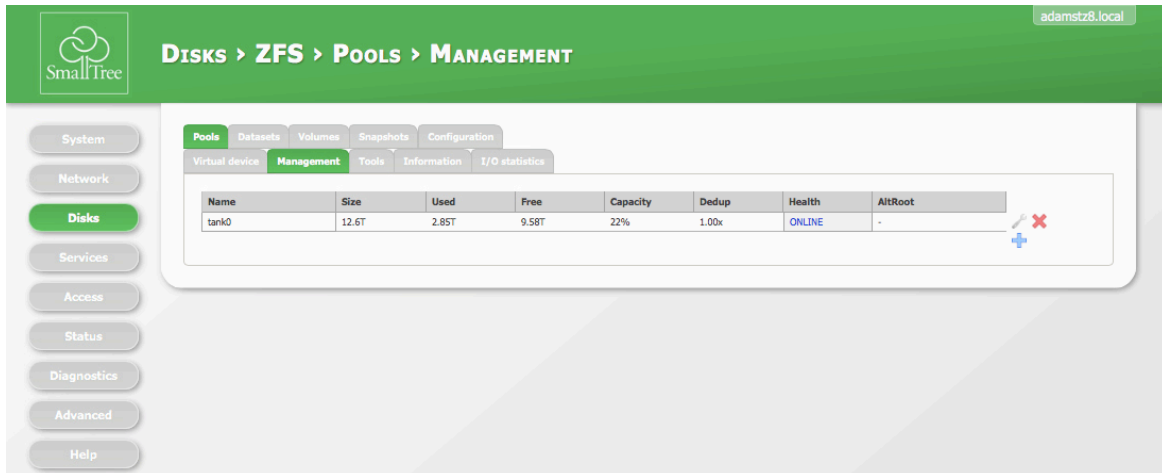 adamstz8.local
SmallTree
Disks > ZFS > Pools > Management
System
Network
Disks
Services
Access
Status
Diagnostics
Advanced
Help
Pools Datasets Volumes Snapshots Configuration
Virtual device Management Tools Information I/O statistics
Name Size Used Free Capacity Dedup Health AltRoot
tank0 12.6T 2.85T 9.58T 22% 1.00x ONLINE -